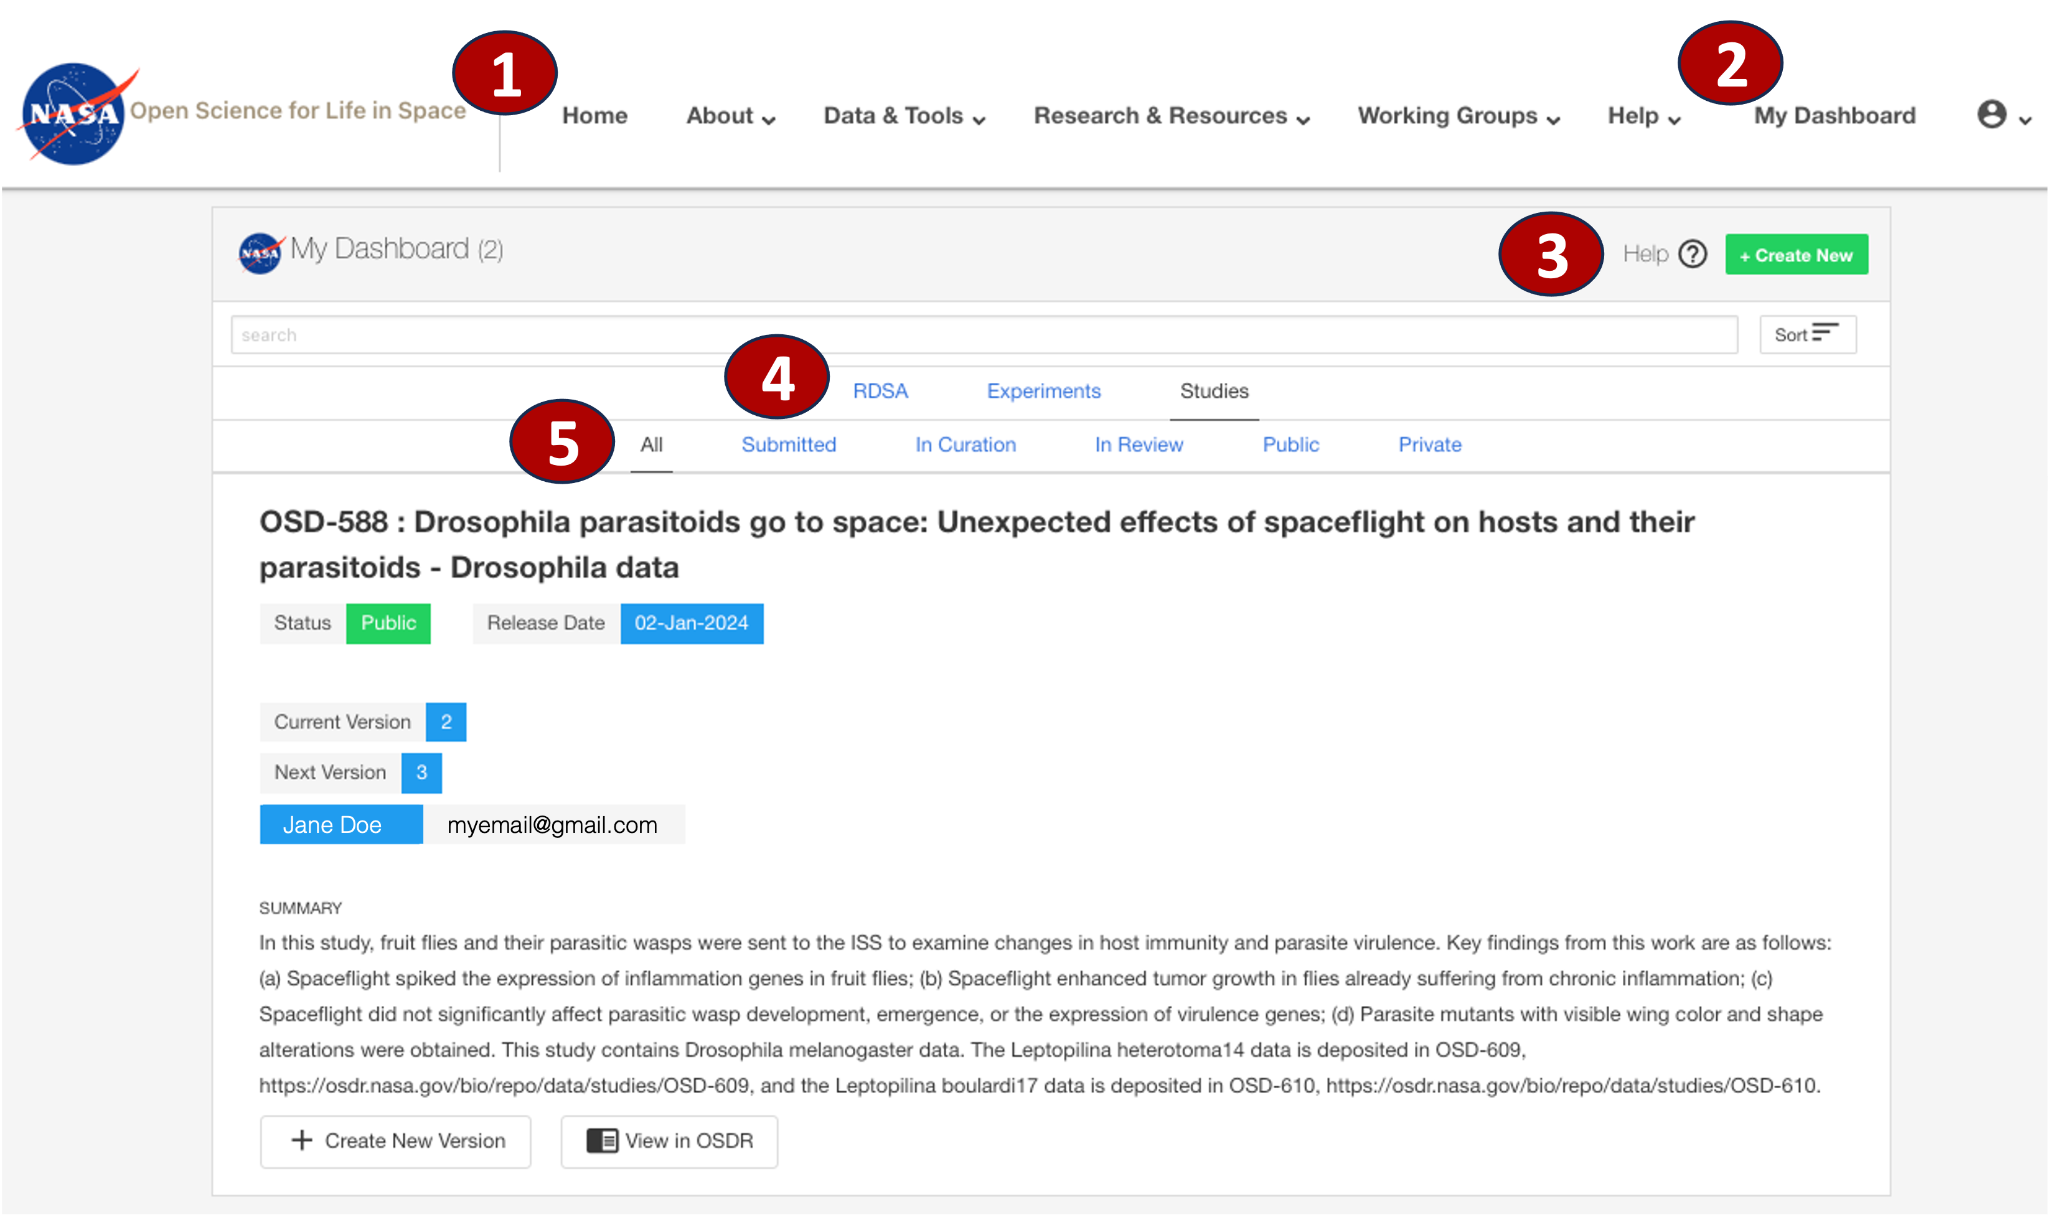 1
2
NASA Open Science for Life in Space
Home About Data & Tools Research & Resources Working Groups Help My Dashboard
NASA My Dashboard (2)
3
Help ? + Create New
search
Sort
4
RDSA Experiments Studies
5
All Submitted In Curation In Review Public Private
OSD-588 : Drosophila parasitoids go to space: Unexpected effects of spaceflight on hosts and their
parasitoids - Drosophila data
Status Public Release Date 02-Jan-2024
Current Version 2
Next Version 3
Jane Doe myemail@gmail.com
SUMMARY
In this study, fruit flies and their parasitic wasps were sent to the ISS to examine changes in host immunity and parasite virulence. Key findings from this work are as follows:
(a) Spaceflight spiked the expression of inflammation genes in fruit flies; (b) Spaceflight enhanced tumor growth in flies already suffering from chronic inflammation; (c)
Spaceflight did not significantly affect parasitic wasp development, emergence, or the expression of virulence genes; (d) Parasite mutants with visible wing color and shape
alterations were obtained. This study contains Drosophila melanogaster data. The Leptopilina heterotoma14 data is deposited in OSD-609,
https://osdr.nasa.gov/bio/repo/data/studies/OSD-609, and the Leptopilina boulardi17 data is deposited in OSD-610, https://osdr.nasa.gov/bio/repo/data/studies/OSD-610.
+ Create New Version View in OSDR